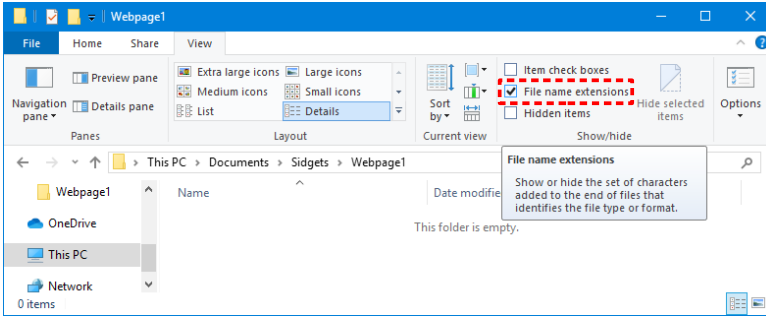 Webpage1
File Home Share View
Navigation pane
Preview pane
Details pane
Panes
Extra large icons Large icons
Medium icons Small icons
List Details
Layout
Sort by
Current view
Item check boxes
File name extensions
Hidden items
Hide selected items
Show/hide
Options
This PC > Documents > Sidgets > Webpage1
File name extensions
Show or hide the set of characters
added to the end of files that
identifies the file type or format.
Name Date modifie
This folder is empty.
Webpage1
OneDrive
This PC
Network
0 items